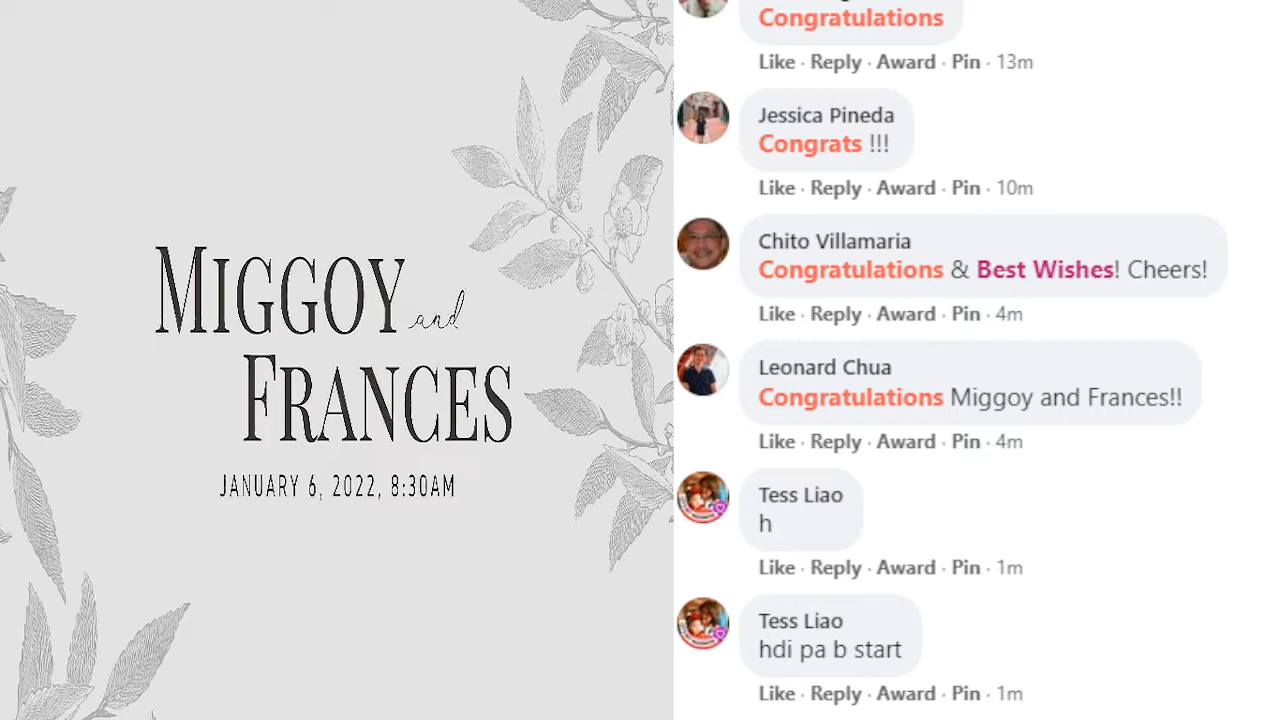 MIGGOY and
FRANCES
JANUARY 6, 2022, 8:30AM
Congratulations
Like · Reply · Award · Pin · 13m
Jessica Pineda
Congrats !!!
Like · Reply · Award · Pin · 10m
Chito Villamaria
Congratulations & Best Wishes! Cheers!
Like · Reply · Award · Pin · 4m
Leonard Chua
Congratulations Miggoy and Frances!!
Like · Reply · Award · Pin · 4m
Tess Liao
h
Like · Reply · Award · Pin · 1m
Tess Liao
hdi pa b start
Like · Reply · Award · Pin · 1m